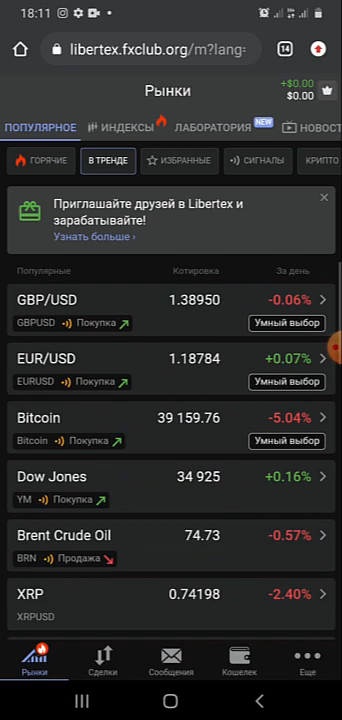 18:11
14
libertex.fxclub.org/m?lang=
Рынки
+$0.00
$0.00
ПОПУЛЯРНОЕ ИНДЕКСЫ ЛАБОРАТОРИЯ NEW НОВОСТ
ГОРЯЧИЕ В ТРЕНДЕ ИЗБРАННЫЕ СИГНАЛЫ КРИПТО
Приглашайте друзей в Libertex и
зарабатывайте!
Узнать больше ›
Популярные Котировка За день
GBP/USD 1.38950 -0.06%
GBPUSD Покупка Умный выбор
EUR/USD 1.18784 +0.07%
EURUSD Покупка Умный выбор
Bitcoin 39 159.76 -5.04%
Bitcoin Покупка Умный выбор
Dow Jones 34 925 +0.16%
YM Покупка
Brent Crude Oil 74.73 -0.57%
BRN Продажа
XRP 0.74198 -2.40%
XRPUSD
Рынки Сделки Сообщения Кошелек Еще